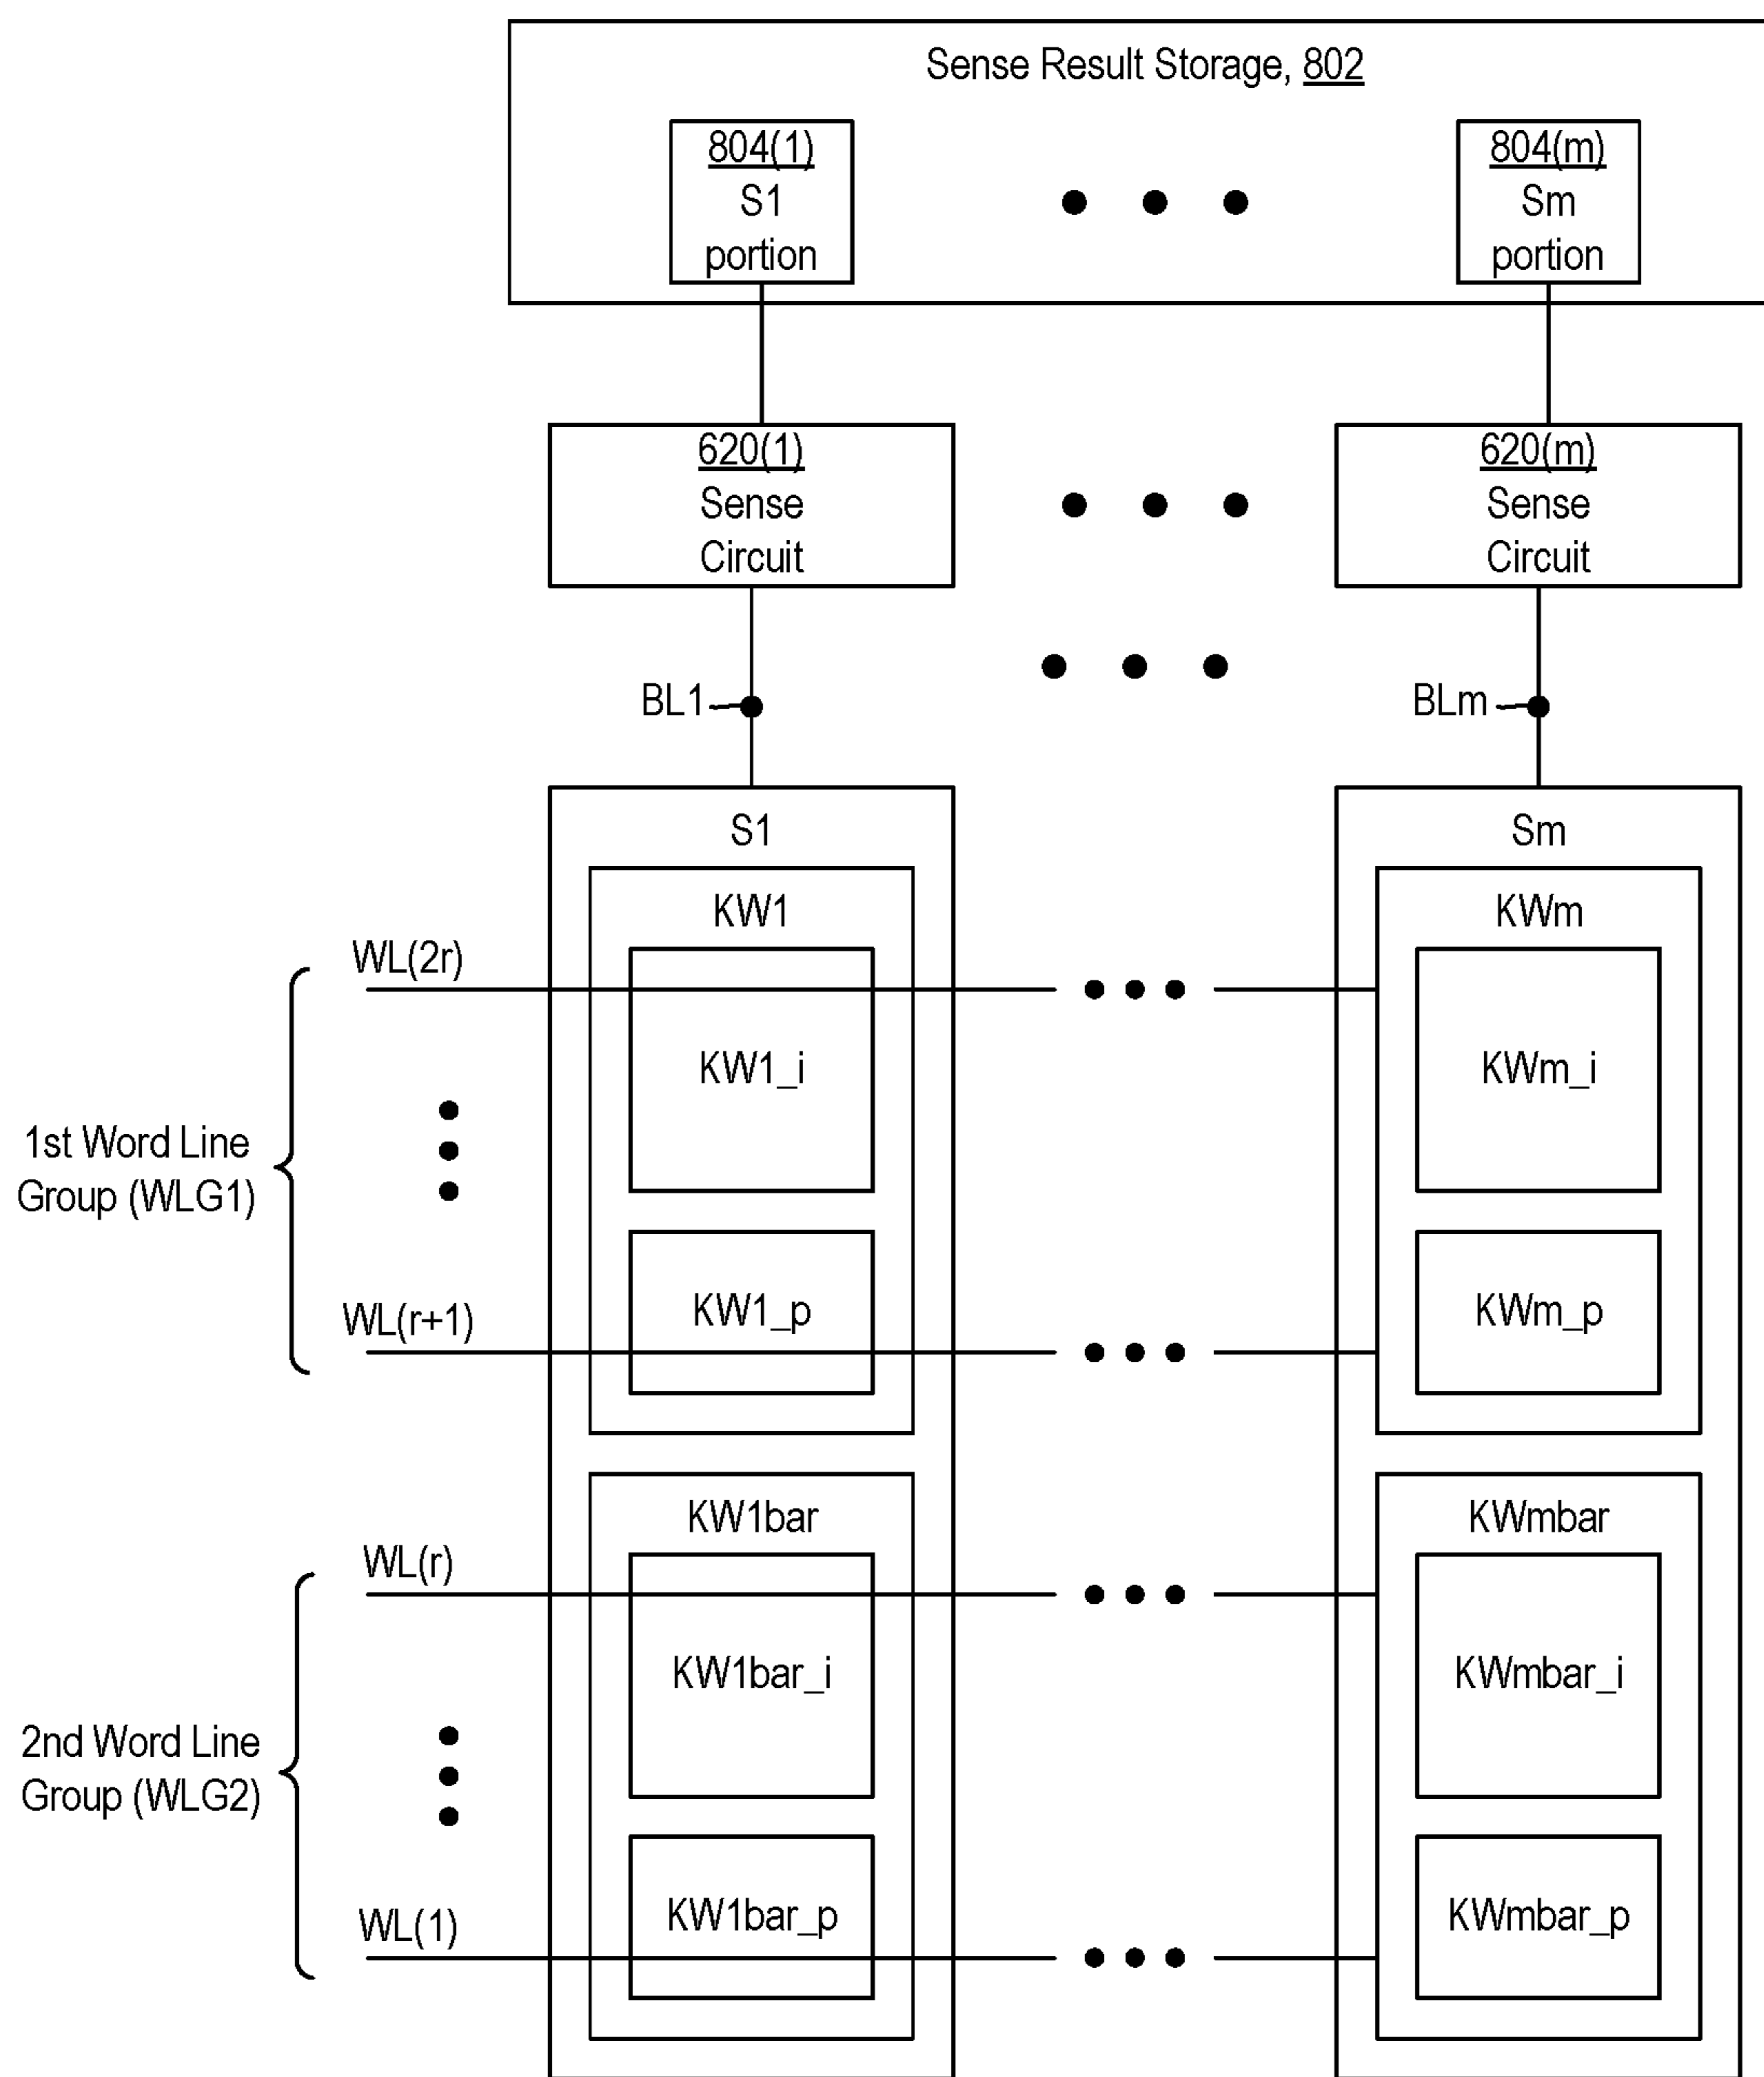 Sense Result Storage, 802
804(1)
S1
portion
804(m)
Sm
portion
620(1)
Sense
Circuit
620(m)
Sense
Circuit
BL1
BLm
S1
Sm
KW1
KWm
WL(2r)
KW1_i
KWm_i
1st Word Line
Group (WLG1)
WL(r+1)
KW1_p
KWm_p
KW1bar
KWmbar
WL(r)
KW1bar_i
KWmbar_i
2nd Word Line
Group (WLG2)
WL(1)
KW1bar_p
KWmbar_p